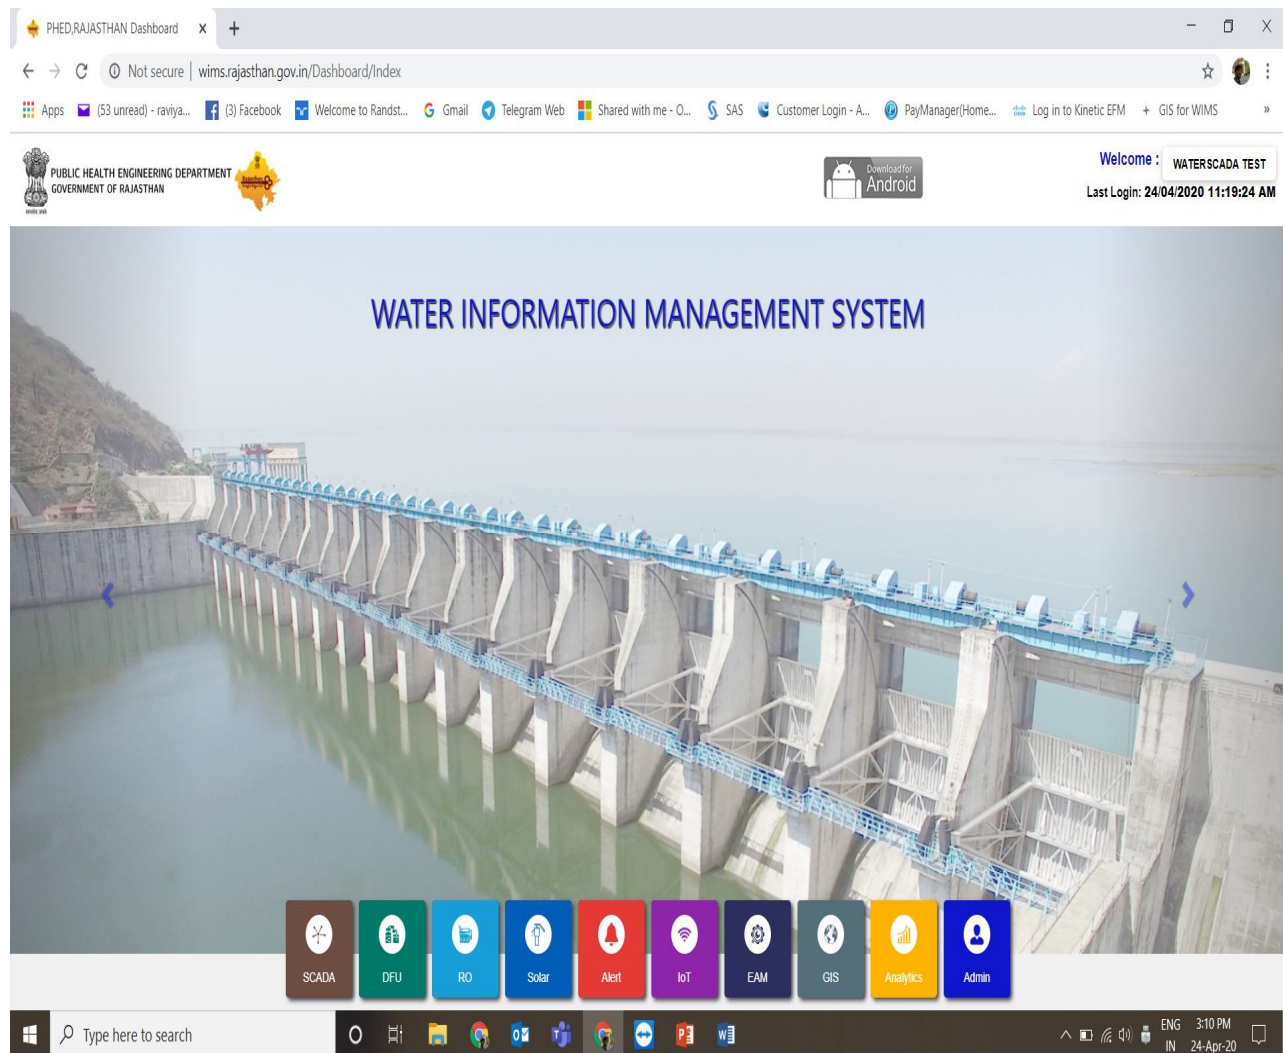 PHED,RAJASTHAN Dashboard
Not secure | wims.rajasthan.gov.in/Dashboard/Index
Apps (53 unread) - raviya... (3) Facebook Welcome to Randst... Gmail Telegram Web Shared with me - O... SAS Customer Login - A... PayManager(Home... Log in to Kinetic EFM GIS for WIMS
PUBLIC HEALTH ENGINEERING DEPARTMENT
GOVERNMENT OF RAJASTHAN
Download for
Android
Welcome : WATERSCADA TEST
Last Login: 24/04/2020 11:19:24 AM
WATER INFORMATION MANAGEMENT SYSTEM
SCADA DFU RO Solar Alert IoT EAM GIS Analytics Admin
Type here to search
ENG 3:10 PM
IN 24-Apr-20